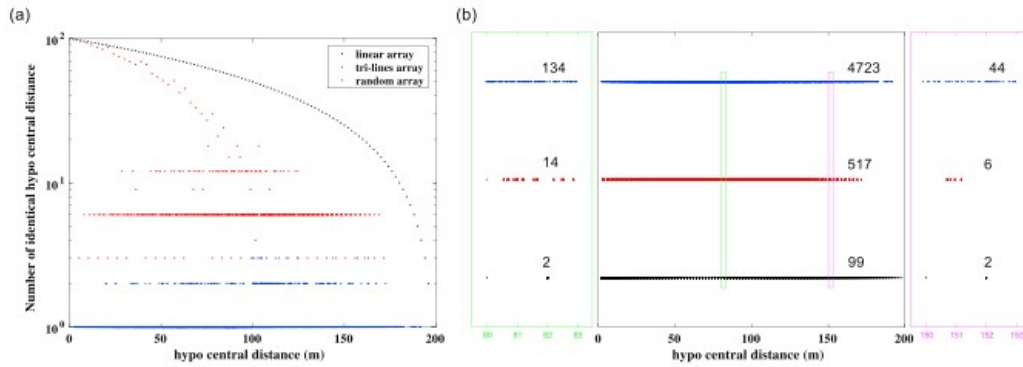 (a)
Number of identical hypo central distance
10²
10¹
10⁰
linear array
tri-lines array
random array
0 50 100 150 200
hypo central distance (m)
(b)
134 4723 44
14 517 6
2 99 2
80 81 82 83
0 50 100 150 200
150 151 152 153
hypo central distance (m)